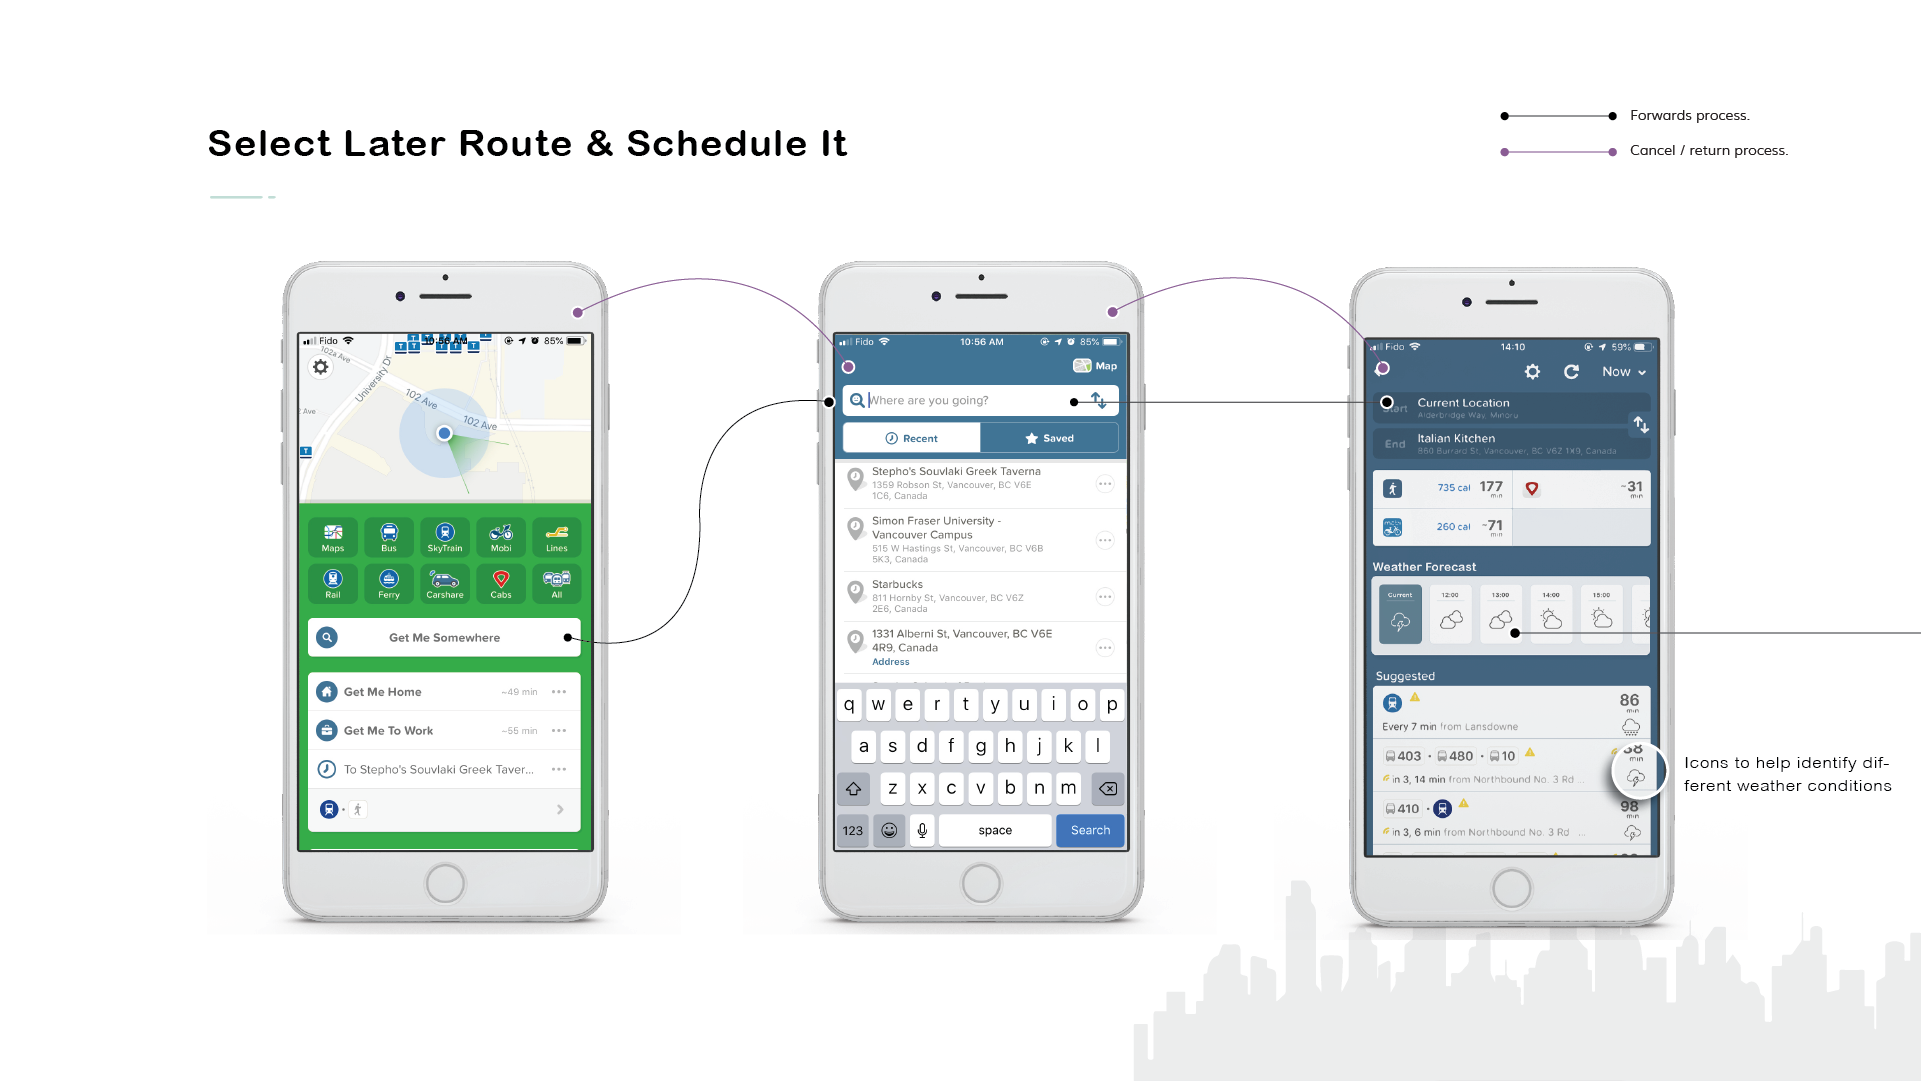 Select Later Route & Schedule It
Forwards process.
Cancel / return process.
Fido
10:56 AM
85%
102a Ave
University Dr
102 Ave
102 Ave
Ave
Maps
Bus
SkyTrain
Mobi
Lines
Rail
Ferry
Carshare
Cabs
All
Get Me Somewhere
Get Me Home
~49 min
Get Me To Work
~55 min
To Stepho's Souvlaki Greek Taver...
Fido
10:56 AM
85%
Map
Where are you going?
Recent
Saved
Stepho's Souvlaki Greek Taverna
1359 Robson St, Vancouver, BC V6E
1C6, Canada
Simon Fraser University -
Vancouver Campus
515 W Hastings St, Vancouver, BC V6B
5K3, Canada
Starbucks
811 Hornby St, Vancouver, BC V6Z
2E6, Canada
1331 Alberni St, Vancouver, BC V6E
4R9, Canada
Address
q w e r t y u i o p
a s d f g h j k l
z x c v b n m
123
space
Search
Fido
14:10
59%
Now
Start
Current Location
Alderbridge Way, Minoru
End
Italian Kitchen
860 Burrard St, Vancouver, BC V6Z 1X9, Canada
735 cal 177 min
~31 min
260 cal ~71 min
Weather Forecast
Current
12:00
13:00
14:00
15:00
Suggested
86
min
Every 7 min from Lansdowne
403 · 480 · 10
38
min
in 3, 14 min from Northbound No. 3 Rd ...
410
98
min
in 3, 6 min from Northbound No. 3 Rd ...
Icons to help identify dif-
ferent weather conditions